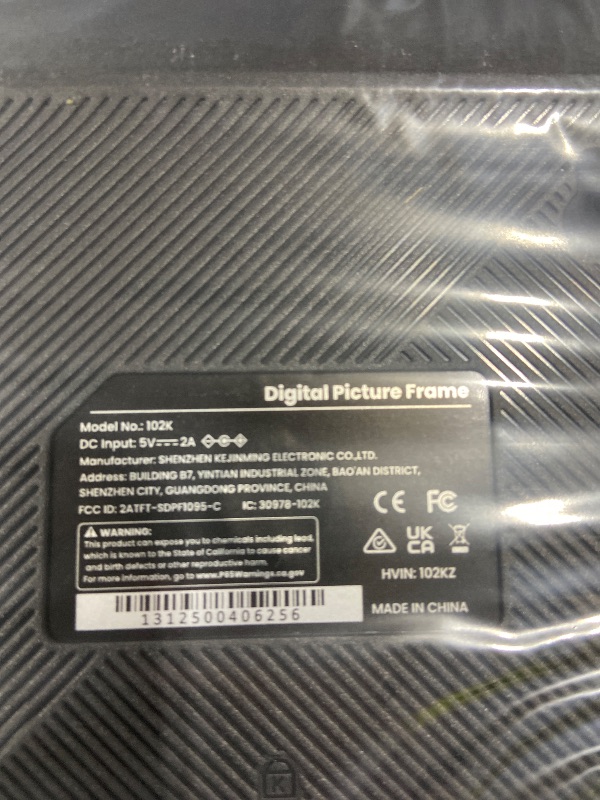 Digital Picture Frame
Model No.: 102K
DC Input: 5V⎓2A
Manufacturer: SHENZHEN KEJINMING ELECTRONIC CO.,LTD.
Address: BUILDING B7, YINTIAN INDUSTRIAL ZONE, BAO'AN DISTRICT,
SHENZHEN CITY, GUANGDONG PROVINCE, CHINA
FCC ID: 2ATFT-SDPF1095-C IC: 30978-102K
CE FC
WARNING:
This product can expose you to chemicals including lead,
which is known to the State of California to cause cancer
and birth defects or other reproductive harm.
For more information, go to www.P65Warnings.ca.gov
UK
CA
HVIN: 102KZ
1312500406256
MADE IN CHINA
K